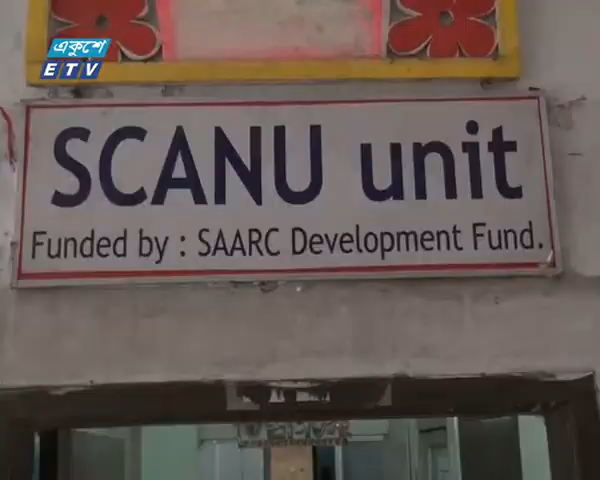 একুশে
ETV
SCANU unit
Funded by : SAARC Development Fund.